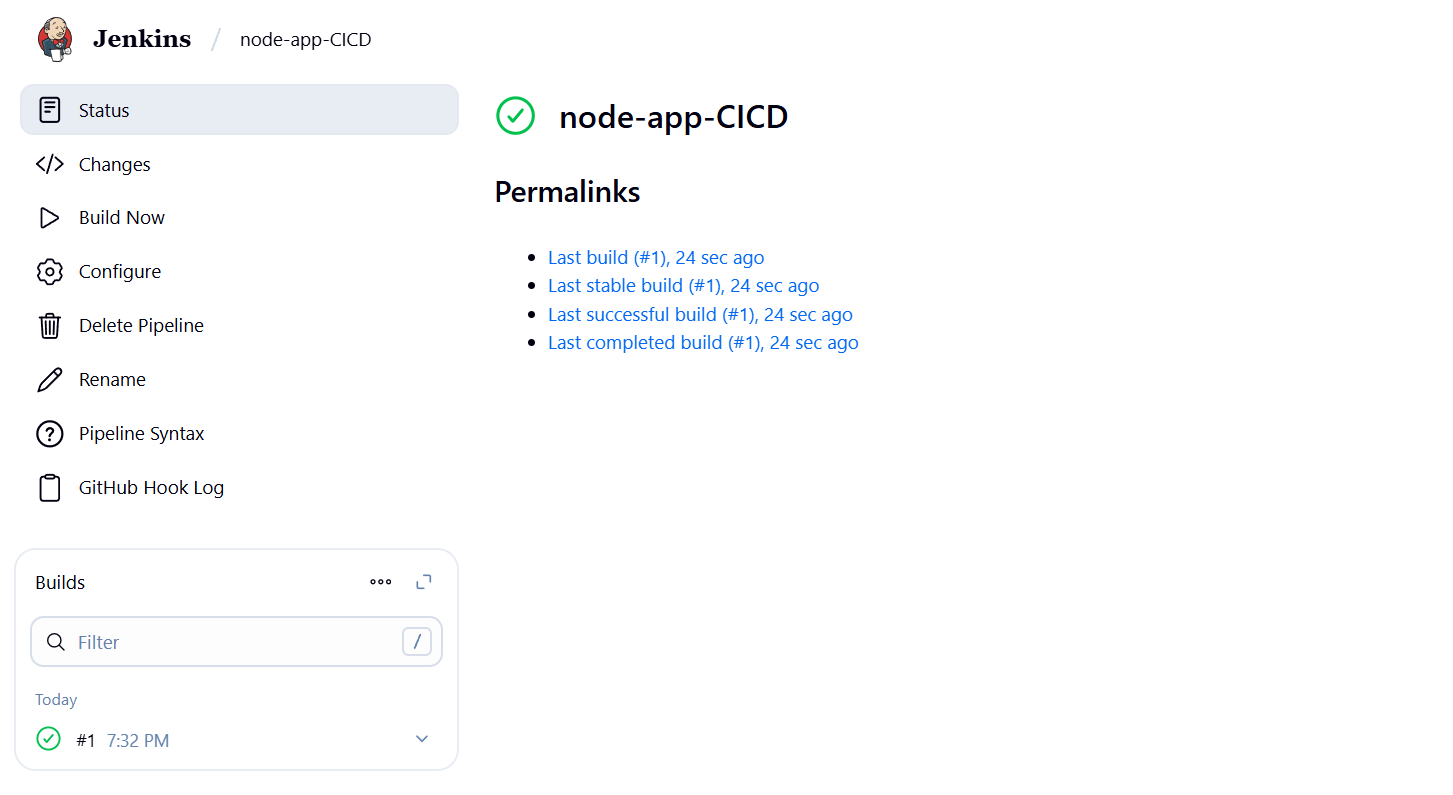 Jenkins / node-app-CICD
Status
Changes
Build Now
Configure
Delete Pipeline
Rename
Pipeline Syntax
GitHub Hook Log
Builds
Filter /
Today
#1 7:32 PM
node-app-CICD
Permalinks
Last build (#1), 24 sec ago
Last stable build (#1), 24 sec ago
Last successful build (#1), 24 sec ago
Last completed build (#1), 24 sec ago